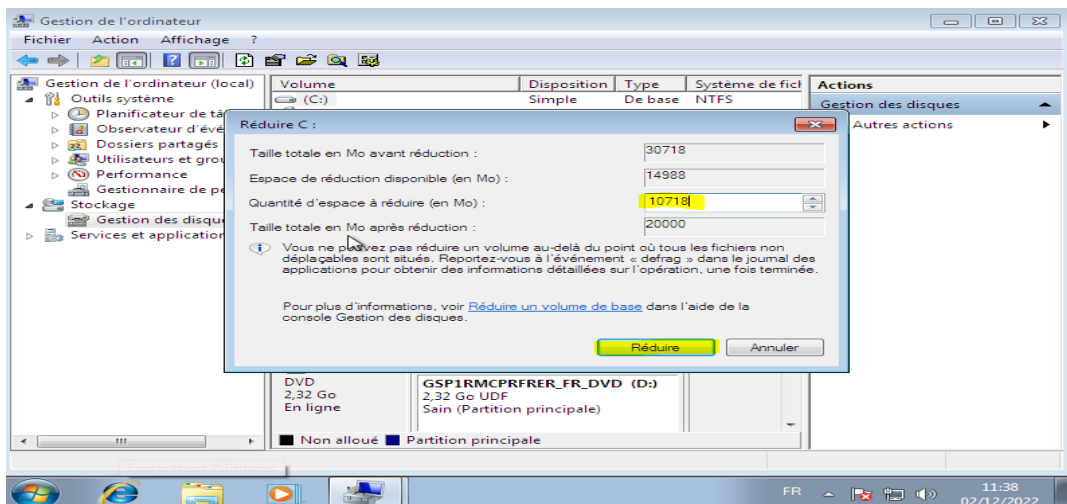 Gestion de l'ordinateur
Fichier Action Affichage ?
Gestion de l'ordinateur (local)
Outils système
Planificateur de tâ
Observateur d'évé
Dossiers partagés
Utilisateurs et grou
Performance
Gestionnaire de pe
Stockage
Gestion des disqu
Services et application
Volume Disposition Type Système de fich
(C:) Simple De base NTFS
Actions
Gestion des disques
Autres actions
Réduire C :
Taille totale en Mo avant réduction : 30718
Espace de réduction disponible (en Mo) : 14988
Quantité d'espace à réduire (en Mo) : 10718
Taille totale en Mo après réduction : 20000
Vous ne pouvez pas réduire un volume au-delà du point où tous les fichiers non
déplaçables sont situés. Reportez-vous à l'événement « defrag » dans le journal des
applications pour obtenir des informations détaillées sur l'opération, une fois terminée.
Pour plus d'informations, voir Réduire un volume de base dans l'aide de la
console Gestion des disques.
Réduire Annuler
DVD
2,32 Go
En ligne
GSP1RMCPRFRER_FR_DVD (D:)
2,32 Go UDF
Sain (Partition principale)
Non alloué Partition principale
FR
11:38
02/12/2022